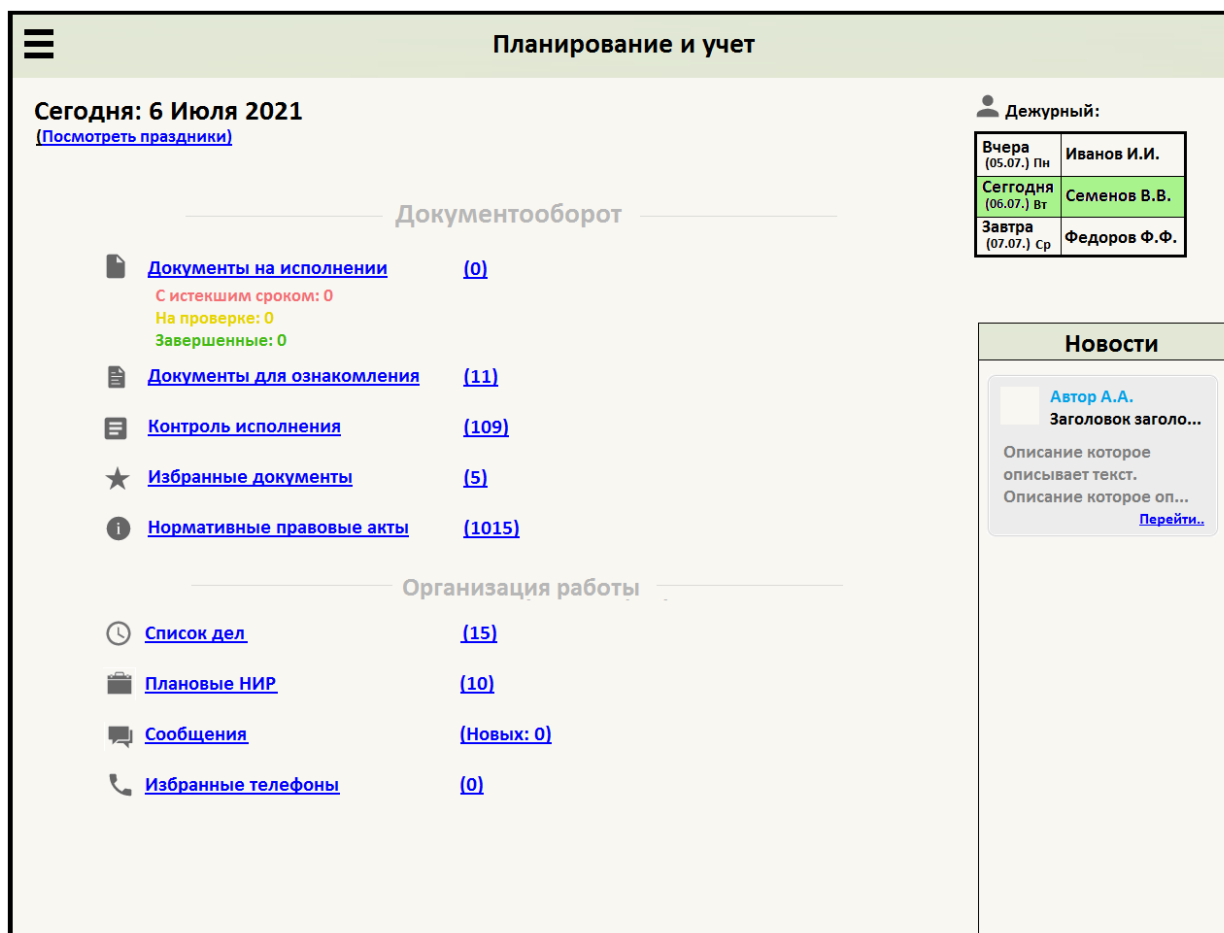 Планирование и учет
Сегодня: 6 Июля 2021
(Посмотреть праздники)
Документооборот
Документы на исполнении (0)
С истекшим сроком: 0
На проверке: 0
Завершенные: 0
Документы для ознакомления (11)
Контроль исполнения (109)
Избранные документы (5)
Нормативные правовые акты (1015)
Организация работы
Список дел (15)
Плановые НИР (10)
Сообщения (Новых: 0)
Избранные телефоны (0)
Дежурный:
Вчера
(05.07.) Пн Иванов И.И.
Сеггодня
(06.07.) Вт Семенов В.В.
Завтра
(07.07.) Ср Федоров Ф.Ф.
Новости
Автор А.А.
Заголовок заголо...
Описание которое
описывает текст.
Описание которое оп...
Перейти..